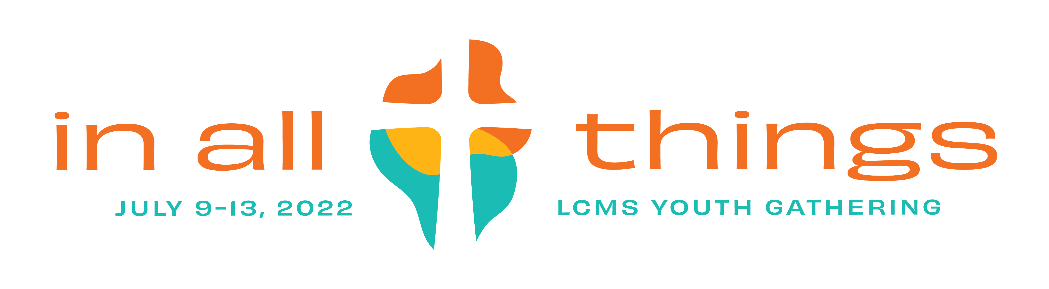 in all things
JULY 9-13, 2022
LCMS YOUTH GATHERING